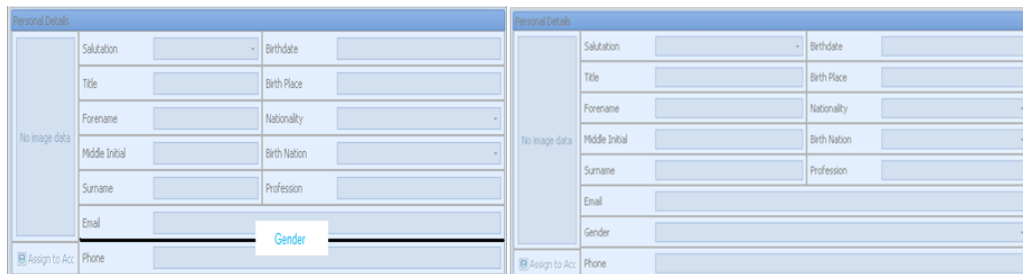 Personal Details
Salutation Birthdate
Title Birth Place
Forename Nationality
No image data
Middle Initial Birth Nation
Surname Profession
Email
Gender
Assign to Acc Phone
Personal Details
Salutation Birthdate
Title Birth Place
Forename Nationality
No image data Middle Initial Birth Nation
Surname Profession
Email
Gender
Assign to Acc Phone